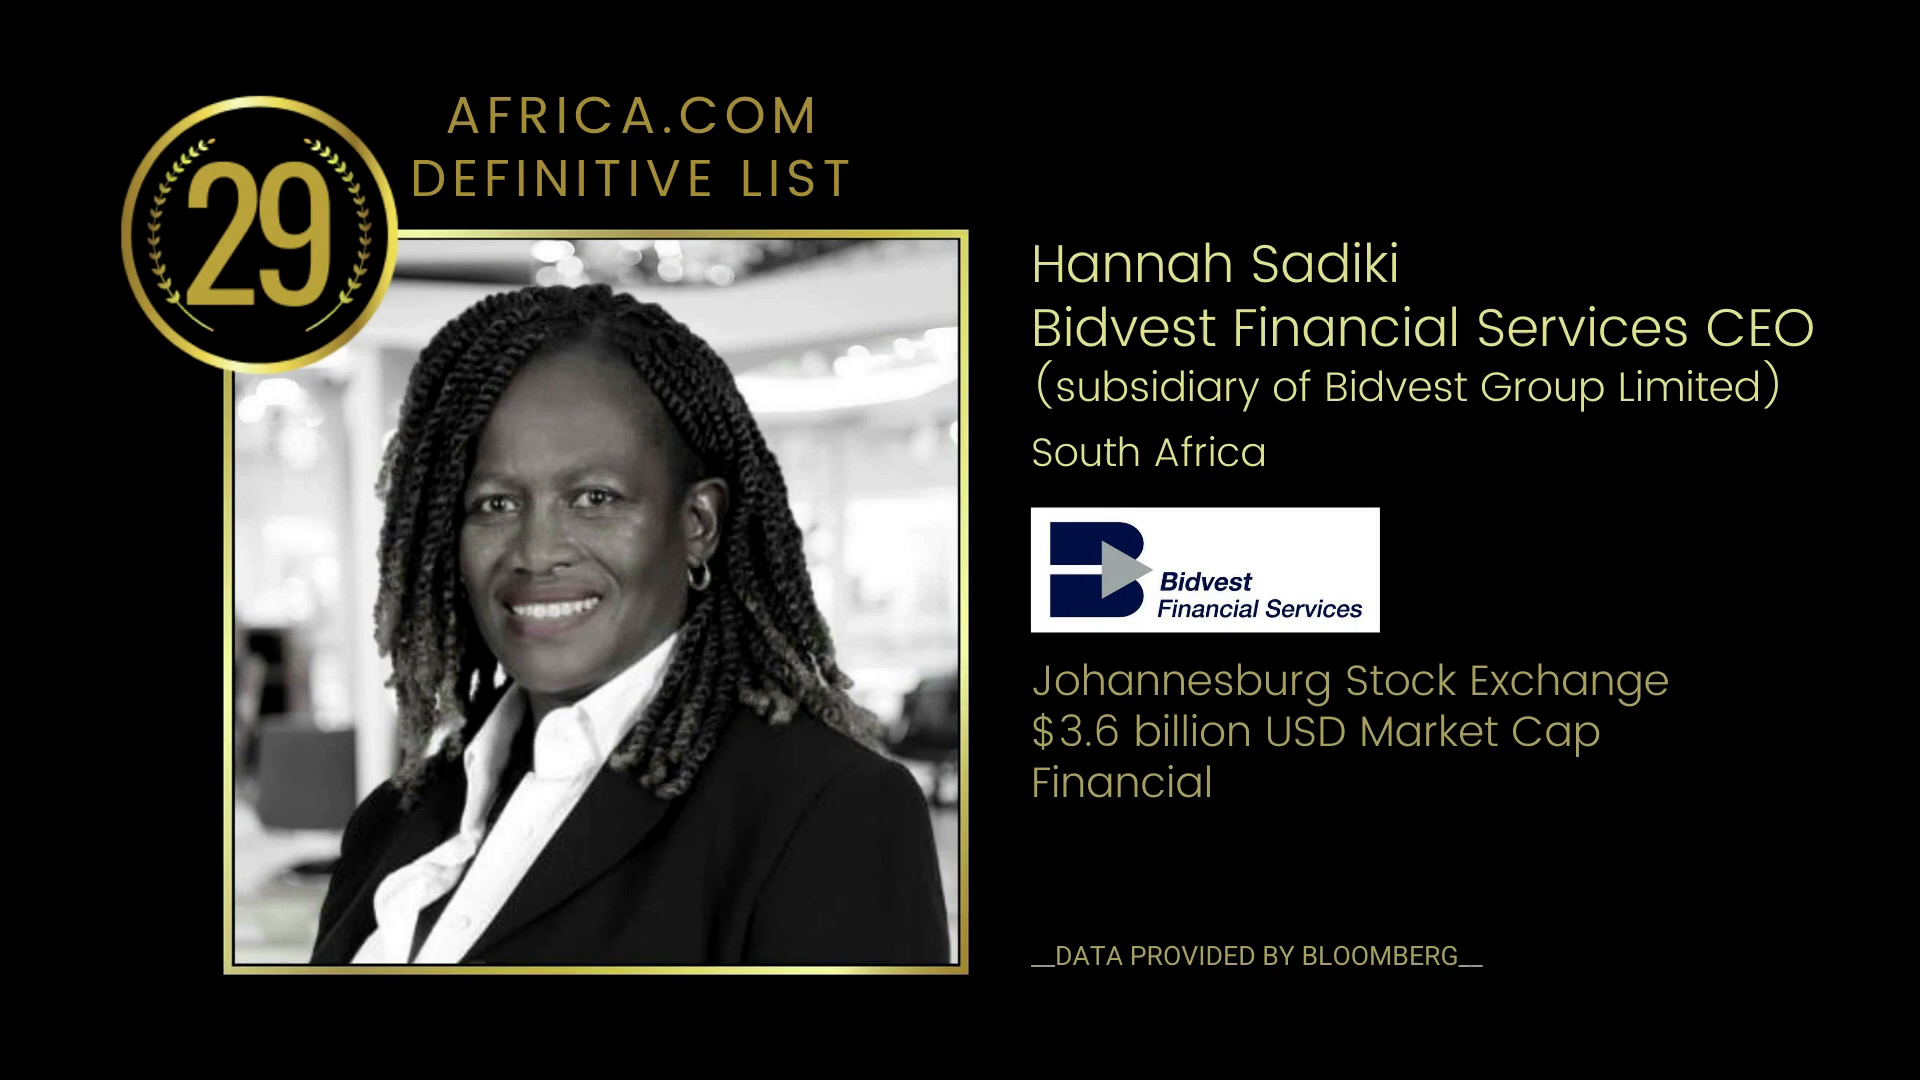 AFRICA.COM
DEFINITIVE LIST
29
Hannah Sadiki
Bidvest Financial Services CEO
(subsidiary of Bidvest Group Limited)
South Africa
Bidvest
Financial Services
Johannesburg Stock Exchange
$3.6 billion USD Market Cap
Financial
__DATA PROVIDED BY BLOOMBERG__